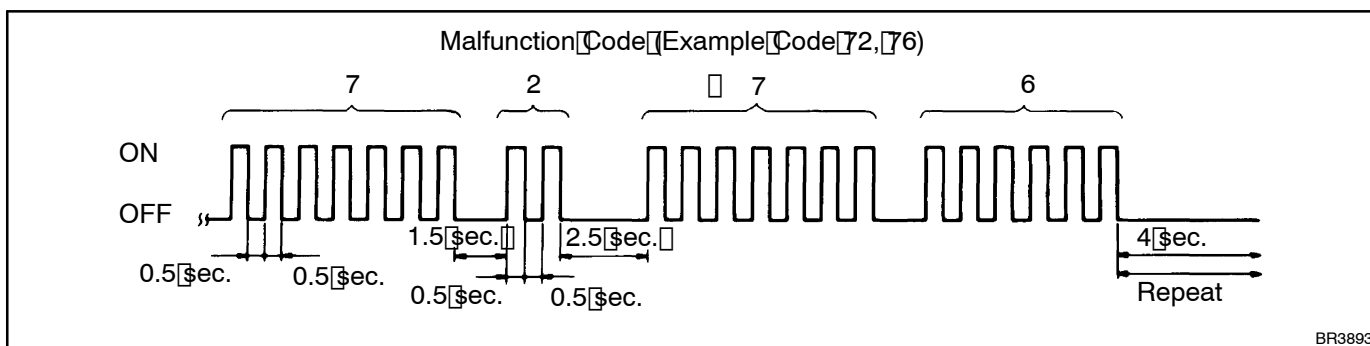 Malfunction Code (Example Code 72, 76)
7 2 7 6
ON
OFF
1.5 sec. 2.5 sec. 4 sec.
0.5 sec. 0.5 sec. 0.5 sec. 0.5 sec. Repeat
BR3893